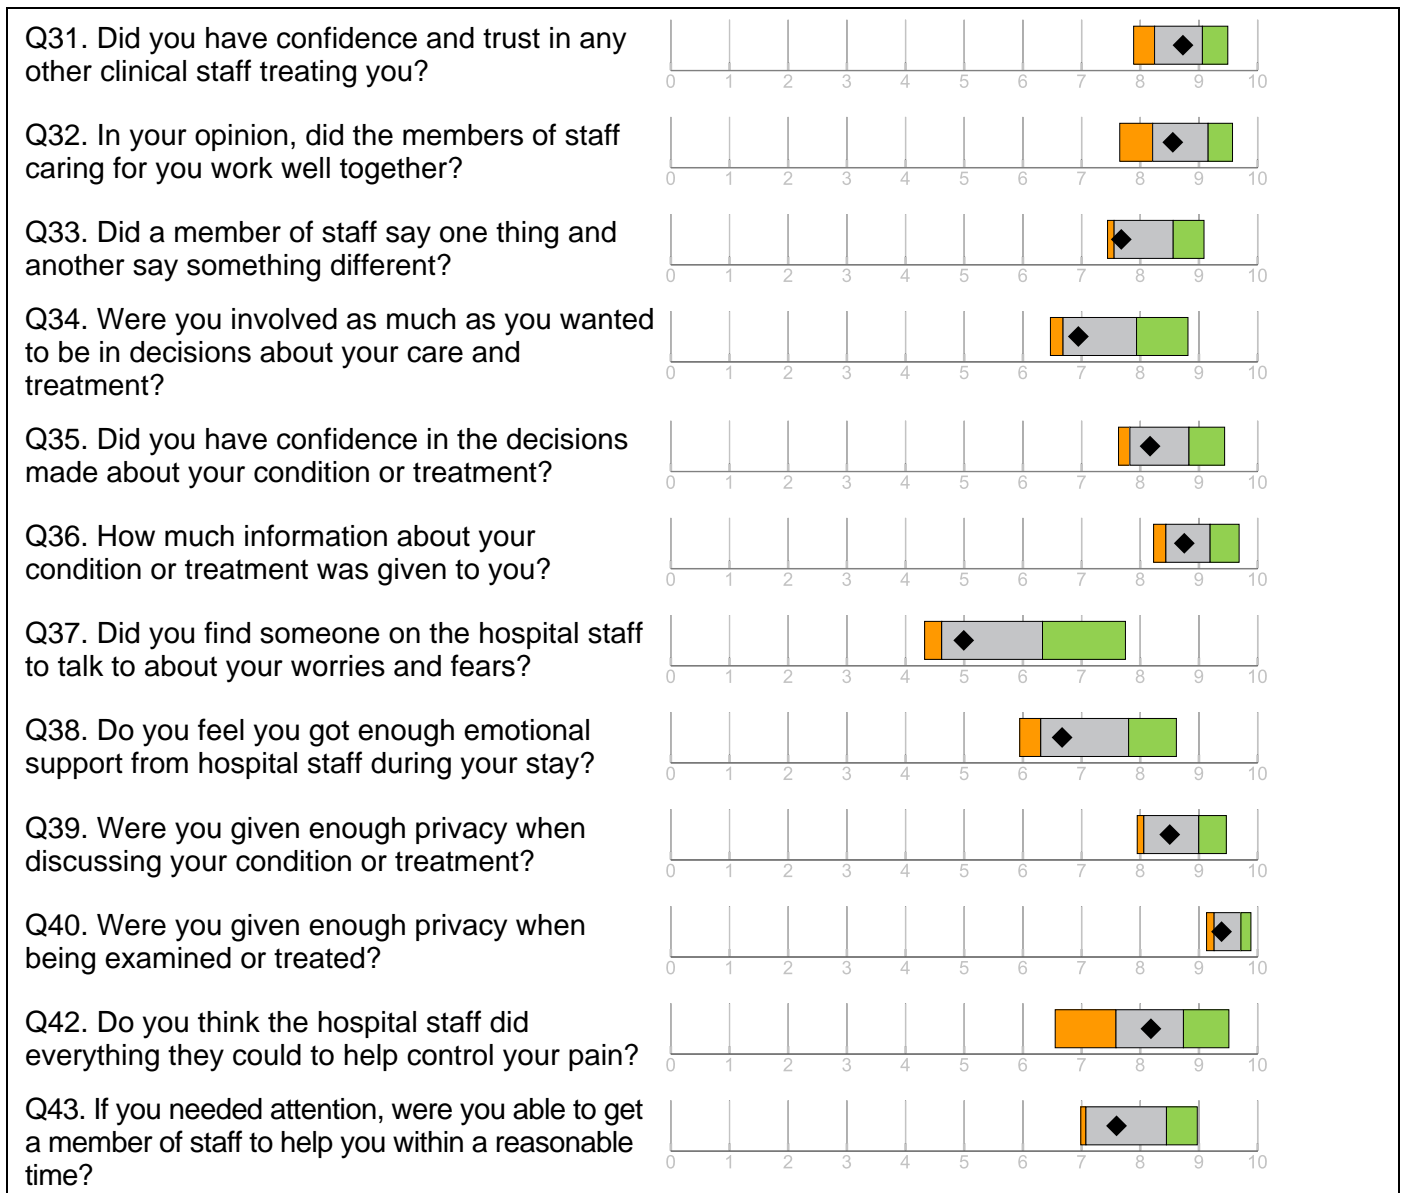 Q31. Did you have confidence and trust in any
other clinical staff treating you?
0 1 2 3 4 5 6 7 8 9 10
Q32. In your opinion, did the members of staff
caring for you work well together?
0 1 2 3 4 5 6 7 8 9 10
Q33. Did a member of staff say one thing and
another say something different?
0 1 2 3 4 5 6 7 8 9 10
Q34. Were you involved as much as you wanted
to be in decisions about your care and
treatment?
0 1 2 3 4 5 6 7 8 9 10
Q35. Did you have confidence in the decisions
made about your condition or treatment?
0 1 2 3 4 5 6 7 8 9 10
Q36. How much information about your
condition or treatment was given to you?
0 1 2 3 4 5 6 7 8 9 10
Q37. Did you find someone on the hospital staff
to talk to about your worries and fears?
0 1 2 3 4 5 6 7 8 9 10
Q38. Do you feel you got enough emotional
support from hospital staff during your stay?
0 1 2 3 4 5 6 7 8 9 10
Q39. Were you given enough privacy when
discussing your condition or treatment?
0 1 2 3 4 5 6 7 8 9 10
Q40. Were you given enough privacy when
being examined or treated?
0 1 2 3 4 5 6 7 8 9 10
Q42. Do you think the hospital staff did
everything they could to help control your pain?
0 1 2 3 4 5 6 7 8 9 10
Q43. If you needed attention, were you able to get
a member of staff to help you within a reasonable
time?
0 1 2 3 4 5 6 7 8 9 10